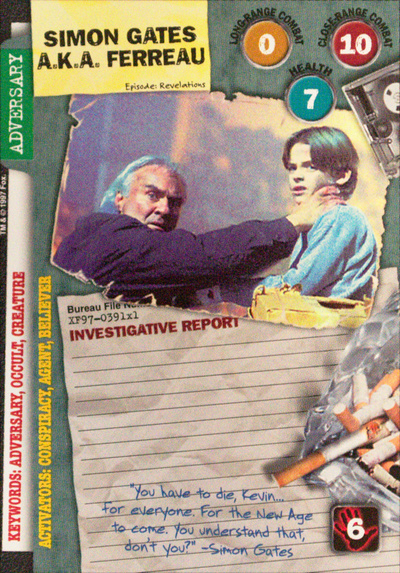 SIMON GATES
A.K.A. FERREAU
Episode: Revelations
LONG-RANGE COMBAT
0
CLOSE-RANGE COMBAT
10
HEALTH
7
ADVERSARY
TM & © 1997 Fox.
KEYWORDS: ADVERSARY, OCCULT, CREATURE
ACTIVATORS: CONSPIRACY, AGENT, BELIEVER
Bureau File
XF97-0391x1
INVESTIGATIVE REPORT
"You have to die, Kevin...
for everyone. For the New Age
to come. You understand that,
don't you?" -Simon Gates
6